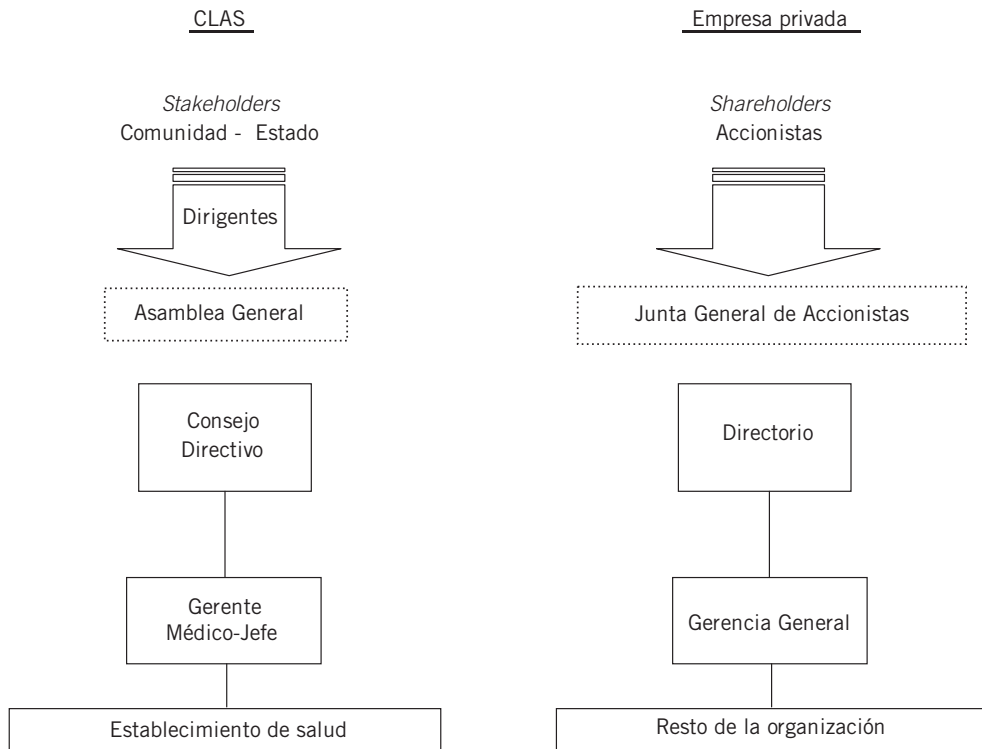 CLAS
Stakeholders
Comunidad - Estado
Dirigentes
Asamblea General
Consejo
Directivo
Gerente
Médico-Jefe
Establecimiento de salud
Empresa privada
Shareholders
Accionistas
Junta General de Accionistas
Directorio
Gerencia General
Resto de la organización